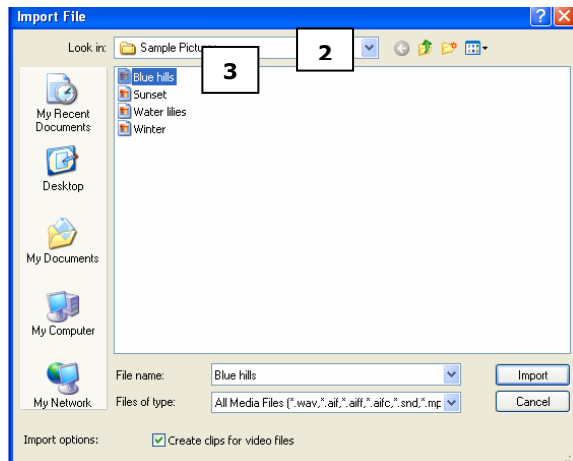 Import File
Look in: Sample Pictures
2
3
Blue hills
Sunset
Water lilies
Winter
My Recent
Documents
Desktop
My Documents
My Computer
My Network
File name: Blue hills Import
Files of type: All Media Files (*.wav,*.aif,*.aiff,*.aifc,*.snd,*.mp Cancel
Import options: Create clips for video files